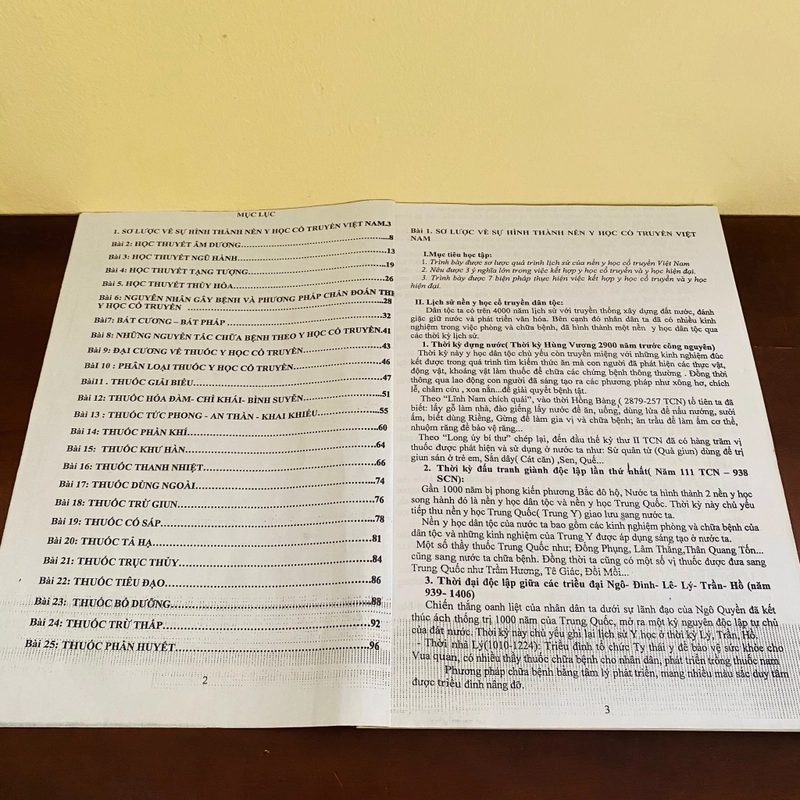 MỤC LỤC
1. SƠ LƯỢC VỀ SỰ HÌNH THÀNH NỀN Y HỌC CỔ TRUYỀN VIỆT NAM.3
Bài 2: HỌC THUYẾT ÂM DƯƠNG..............................8
Bài 3: HỌC THUYẾT NGŨ HÀNH..............................13
Bài 4: HỌC THUYẾT TẠNG TƯỢNG..............................19
Bài 5. HỌC THUYẾT THỦY HỎA..............................26
Bài 6: NGUYÊN NHÂN GÂY BỆNH VÀ PHƯƠNG PHÁP CHẨN ĐOÁN THEO
Y HỌC CỔ TRUYỀN..............................28
Bài7: BÁT CƯƠNG – BÁT PHÁP..............................32
Bài 8: NHỮNG NGUYÊN TẮC CHỮA BỆNH THEO Y HỌC CỔ TRUYỀN.41
Bài 9: ĐẠI CƯƠNG VỀ THUỐC Y HỌC CỔ TRUYỀN....................43
Bài 10 : PHÂN LOẠI THUỐC Y HỌC CỔ TRUYỀN....................46
Bài11 . THUỐC GIẢI BIỂU..............................47
Bài 12: THUỐC HÓA ĐÀM- CHỈ KHÁI- BÌNH SUYỄN....................51
Bài 13 : THUỐC TỨC PHONG - AN THẦN - KHAI KHIẾU..............55
Bài 14: THUỐC PHẦN KHÍ..............................60
Bài 15: THUỐC KHU HÀN..............................64
Bài 16: THUỐC THANH NHIỆT..............................66
Bài 17: THUỐC DÙNG NGOÀI..............................74
Bài 18: THUỐC TRỪ GIUN..............................76
Bài 19: THUỐC CỐ SÁP..............................78
Bài 20: THUỐC TẢ HẠ..............................81
Bài 21: THUỐC TRỤC THỦY..............................84
Bài 22: THUỐC TIÊU ĐẠO..............................86
Bài 23: THUỐC BỔ DƯỠNG..............................88
Bài 24: THUỐC TRỪ THẤP..............................92
Bài 25: THUỐC PHẦN HUYẾT..............................96
2
Bài 1. SƠ LƯỢC VỀ SỰ HÌNH THÀNH NỀN Y HỌC CỔ TRUYỀN VIỆT
NAM
I.Mục tiêu học tập:
1. Trình bày được sơ lược quá trình lịch sử của nền y học cổ truyền Việt Nam
2. Nêu được 3 ý nghĩa lớn trong việc kết hợp y học cổ truyền và y học hiện đại.
3. Trình bày được 7 biện pháp thực hiện việc kết hợp y học cổ truyền và y học
hiện đại.
II. Lịch sử nền y học cổ truyền dân tộc:
Dân tộc ta có trên 4000 năm lịch sử với truyền thống xây dựng đất nước, đánh
giặc giữ nước và phát triển văn hóa. Bên cạnh đó nhân dân ta đã có nhiều kinh
nghiệm trong việc phòng và chữa bệnh, đã hình thành một nền y học dân tộc qua
các thời kỳ lịch sử.
1. Thời kỳ dựng nước( Thời kỳ Hùng Vương 2900 năm trước công nguyên)
Thời kỳ này y học dân tộc chủ yếu còn truyền miệng với những kinh nghiệm đúc
kết được trong quá trình tìm kiếm thức ăn mà con người đã phát hiện các thực vật,
động vật, khoáng vật làm thuốc để chữa các chứng bệnh thông thường . Đồng thời
thông qua lao động con người đã sáng tạo ra các phương pháp như xông hơ, chích
lể, châm cứu , xoa nắn...để giải quyết bệnh tật.
Theo “Lĩnh Nam chích quái”, vào thời Hồng Bàng ( 2879-257 TCN) tổ tiên ta đã
biết: lấy gỗ làm nhà, đào giếng lấy nước để ăn, uống, dùng lửa để nấu nướng, sưởi
ấm, biết dùng Riềng, Gừng để làm gia vị và chữa bệnh; ăn trầu để làm ấm cơ thể,
nhuộm răng để bảo vệ răng...
Theo “Long úy bí thư” chép lại, đến đầu thế kỷ thứ II TCN đã có hàng trăm vị
thuốc được phát hiện và sử dụng ở nước ta như: Sử quân tử (Quả giun) dùng để trị
giun sán ở trẻ em, Sắn dây( Cát căn) ,Sen, Quế...
2. Thời kỳ đấu tranh giành độc lập lần thứ nhất( Năm 111 TCN – 938
SCN):
Gần 1000 năm bị phong kiến phương Bắc đô hộ, Nước ta hình thành 2 nền y học
song hành đó là nền y học dân tộc và nền y học Trung Quốc. Thời kỳ này chủ yếu
tiếp thu nền y học Trung Quốc( Trung Y) giao lưu sang nước ta.
Nền y học dân tộc của nước ta bao gồm các kinh nghiệm phòng và chữa bệnh của
dân tộc và những kinh nghiệm của Trung Y được áp dụng sáng tạo ở nước ta.
Một số thầy thuốc Trung Quốc như; Đổng Phụng, Lâm Thắng,Thân Quang Tốn...
cũng sang nước ta chữa bệnh. Đồng thời ta cũng có một số vị thuốc được đưa sang
Trung Quốc như Trầm Hương, Tê Giác, Đồi Mồi...
3. Thời đại độc lập giữa các triều đại Ngô- Đinh- Lê- Lý- Trần- Hồ (năm
939- 1406)
Chiến thắng oanh liệt của nhân dân ta dưới sự lãnh đạo của Ngô Quyền đã kết
thúc ách thống trị 1000 năm của Trung Quốc, mở ra một kỷ nguyên độc lập tự chủ
của đất nước. Thời kỳ này chủ yếu ghi lại lịch sử Y học ở thời kỳ Lý, Trần, Hồ.
- Thời nhà Lý(1010-1224): Triều đình tổ chức Ty thái y để bảo vệ sức khỏe cho
Vua quan, có nhiều thầy thuốc chữa bệnh cho nhân dân, phát triển trồng thuốc nam
Phương pháp chữa bệnh bằng tâm lý phát triển, mang nhiều màu sắc duy tâm
được triều đình nâng đỡ.
3